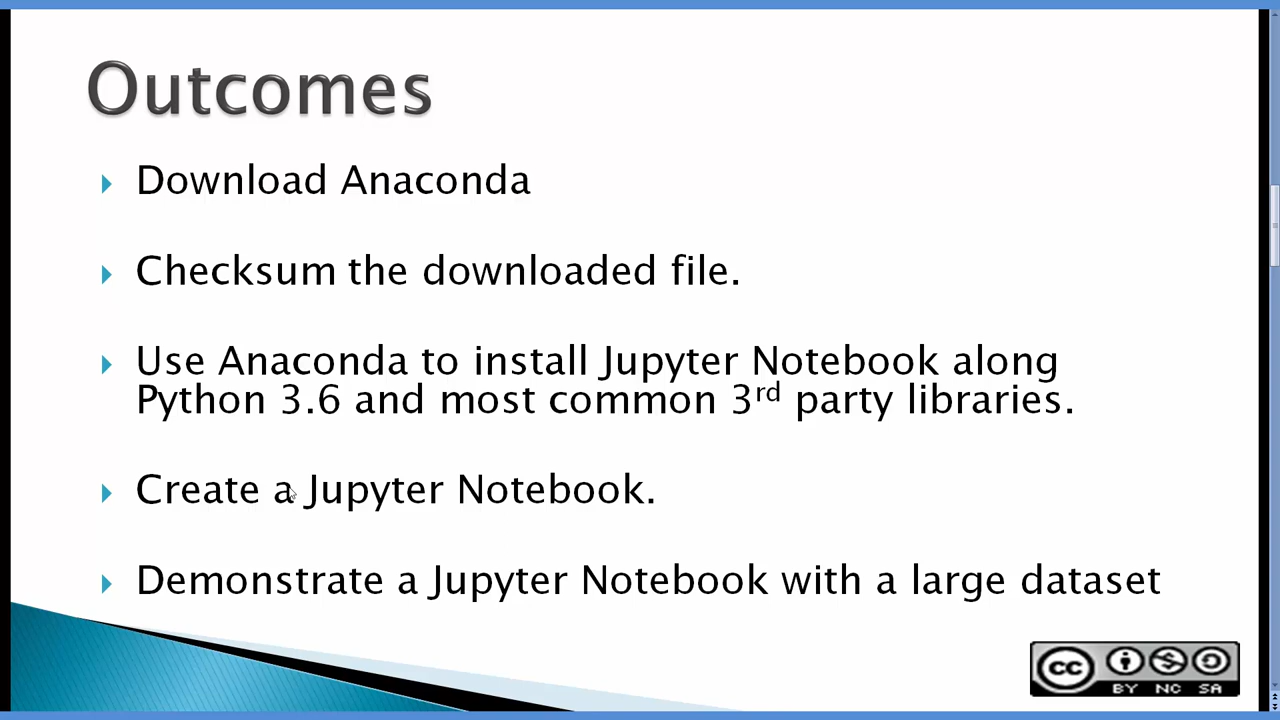 Outcomes
Download Anaconda
Checksum the downloaded file.
Use Anaconda to install Jupyter Notebook along
Python 3.6 and most common 3rd party libraries.
Create a Jupyter Notebook.
Demonstrate a Jupyter Notebook with a large dataset
cc
BY NC SA